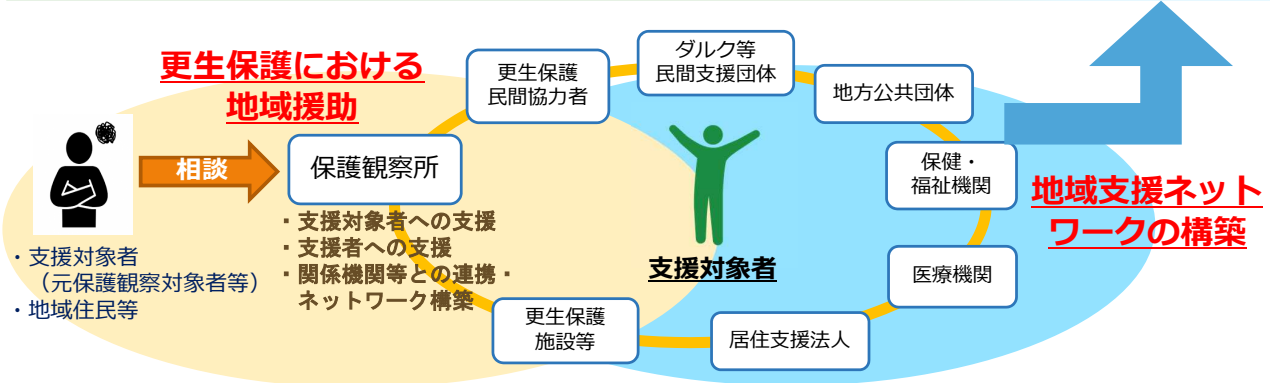 更生保護における
地域援助
相談
・支援対象者
（元保護観察対象者等）
・地域住民等
保護観察所
・支援対象者への支援
・支援者への支援
・関係機関等との連携・
ネットワーク構築
更生保護
民間協力者
ダルク等
民間支援団体
地方公共団体
保健・
福祉機関
医療機関
居住支援法人
更生保護
施設等
支援対象者
地域支援ネット
ワークの構築